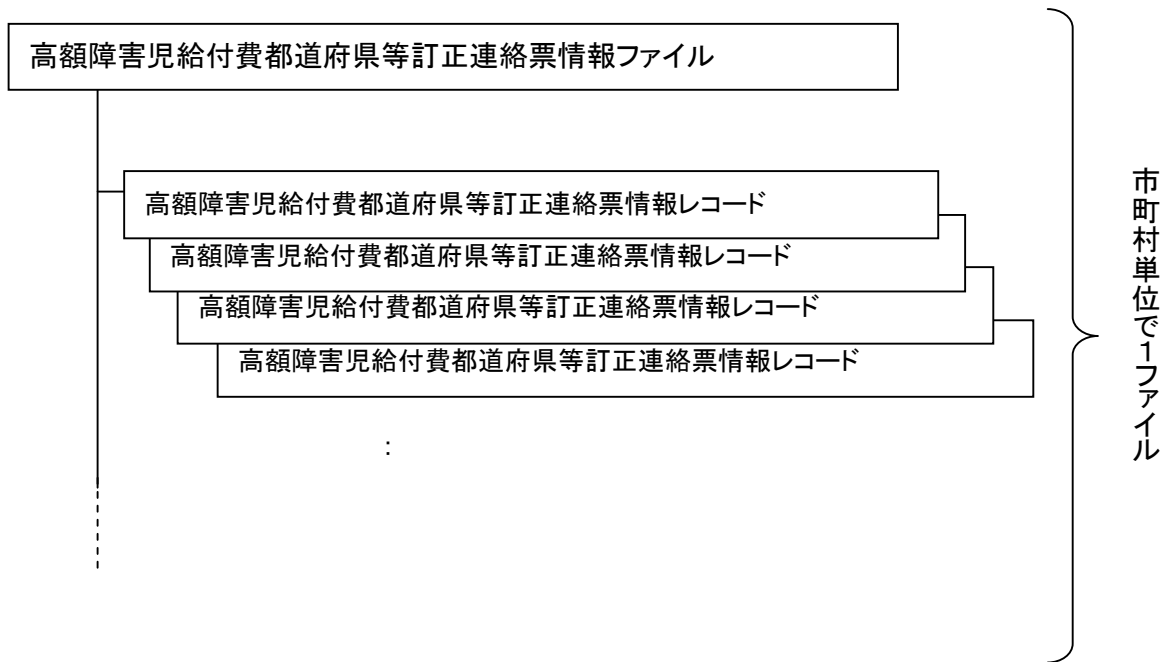 高額障害児給付費都道府県等訂正連絡票情報ファイル
高額障害児給付費都道府県等訂正連絡票情報レコード
高額障害児給付費都道府県等訂正連絡票情報レコード
高額障害児給付費都道府県等訂正連絡票情報レコード
高額障害児給付費都道府県等訂正連絡票情報レコード
:
市町村単位で1ファイル